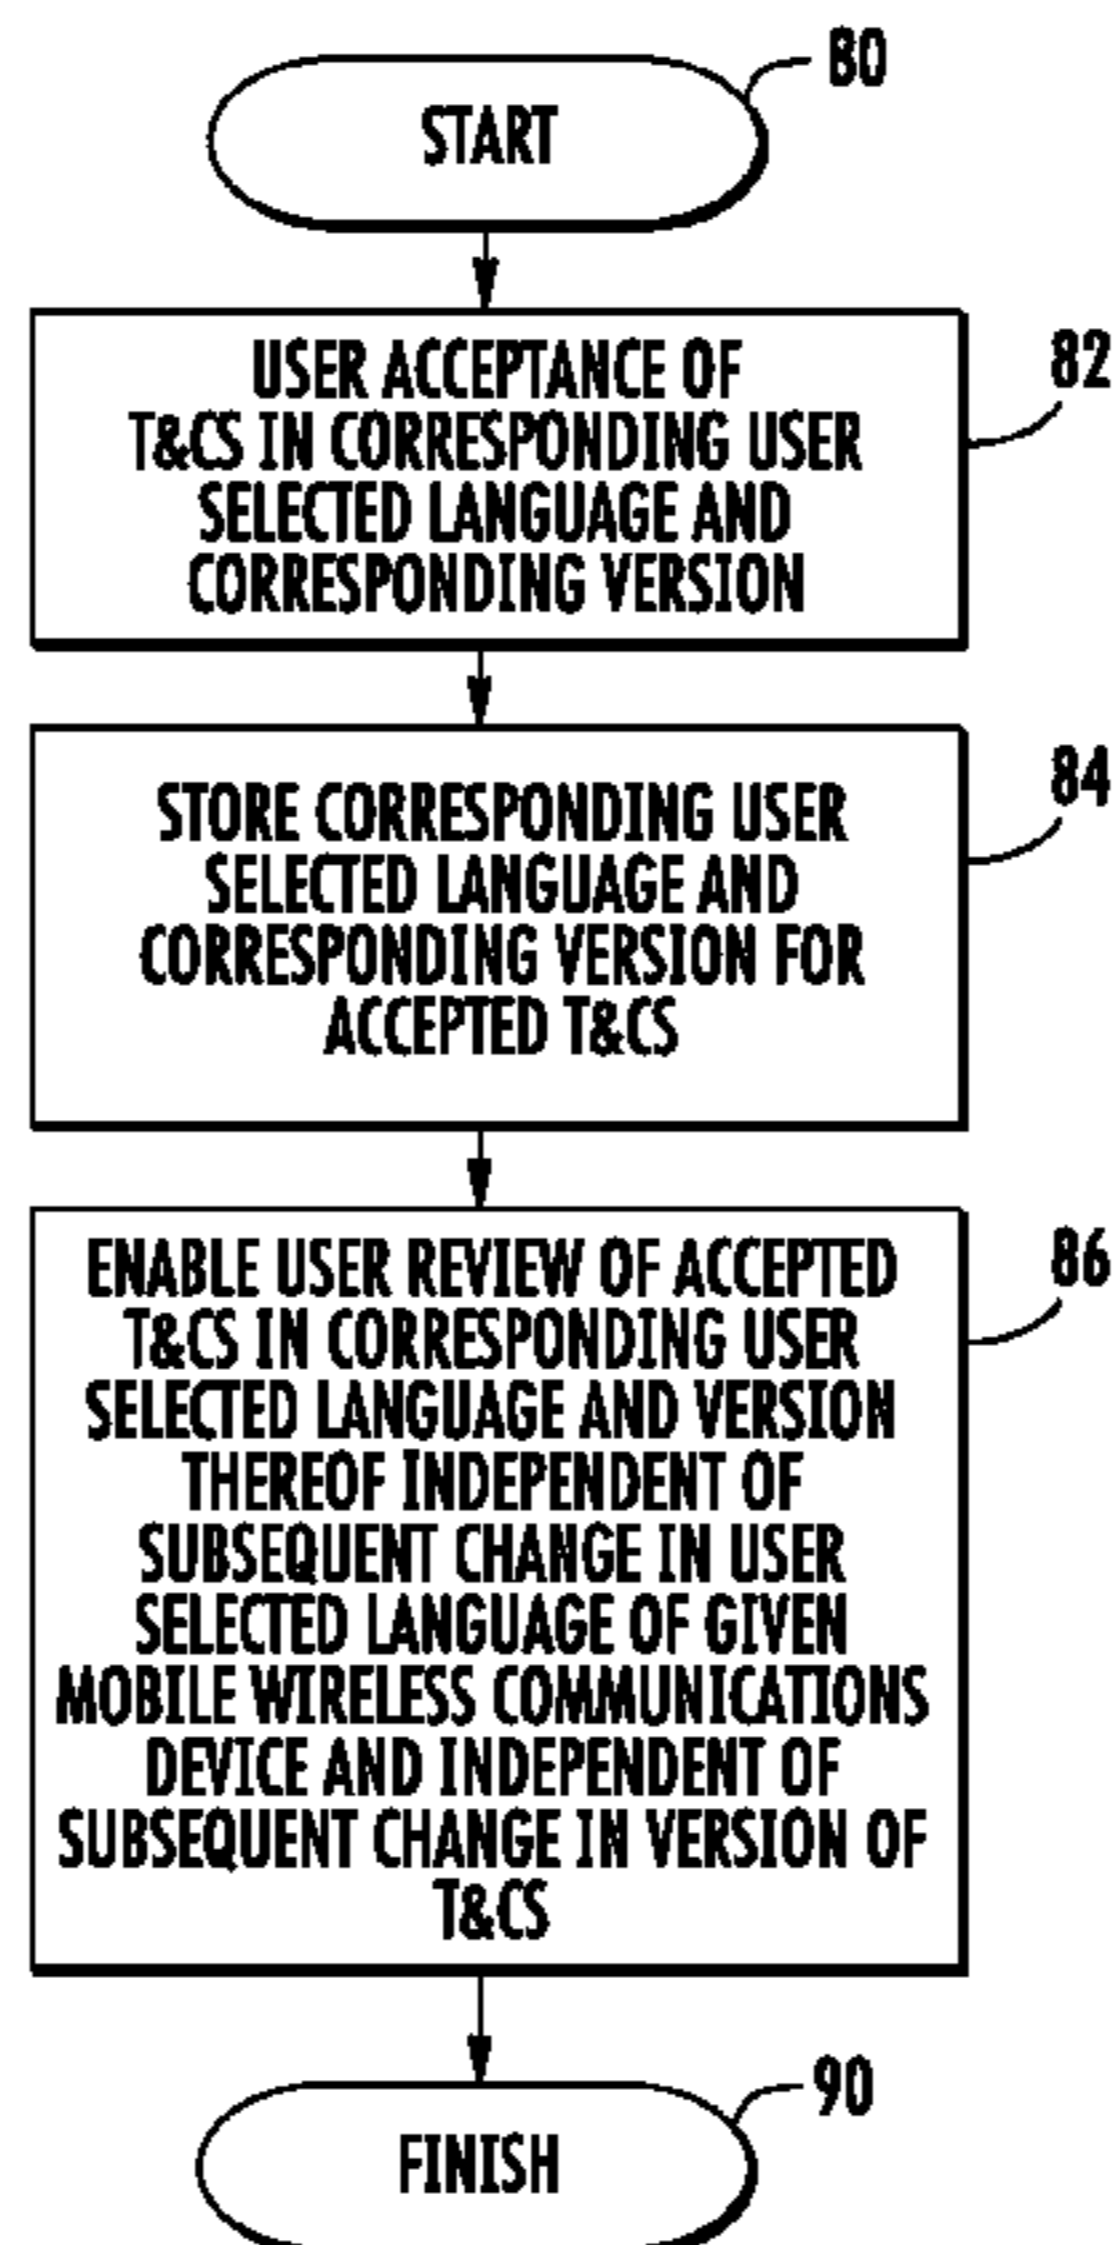 START
80
USER ACCEPTANCE OF
T&CS IN CORRESPONDING USER
SELECTED LANGUAGE AND
CORRESPONDING VERSION
82
STORE CORRESPONDING USER
SELECTED LANGUAGE AND
CORRESPONDING VERSION FOR
ACCEPTED T&CS
84
ENABLE USER REVIEW OF ACCEPTED
T&CS IN CORRESPONDING USER
SELECTED LANGUAGE AND VERSION
THEREOF INDEPENDENT OF
SUBSEQUENT CHANGE IN USER
SELECTED LANGUAGE OF GIVEN
MOBILE WIRELESS COMMUNICATIONS
DEVICE AND INDEPENDENT OF
SUBSEQUENT CHANGE IN VERSION OF
T&CS
86
FINISH
90